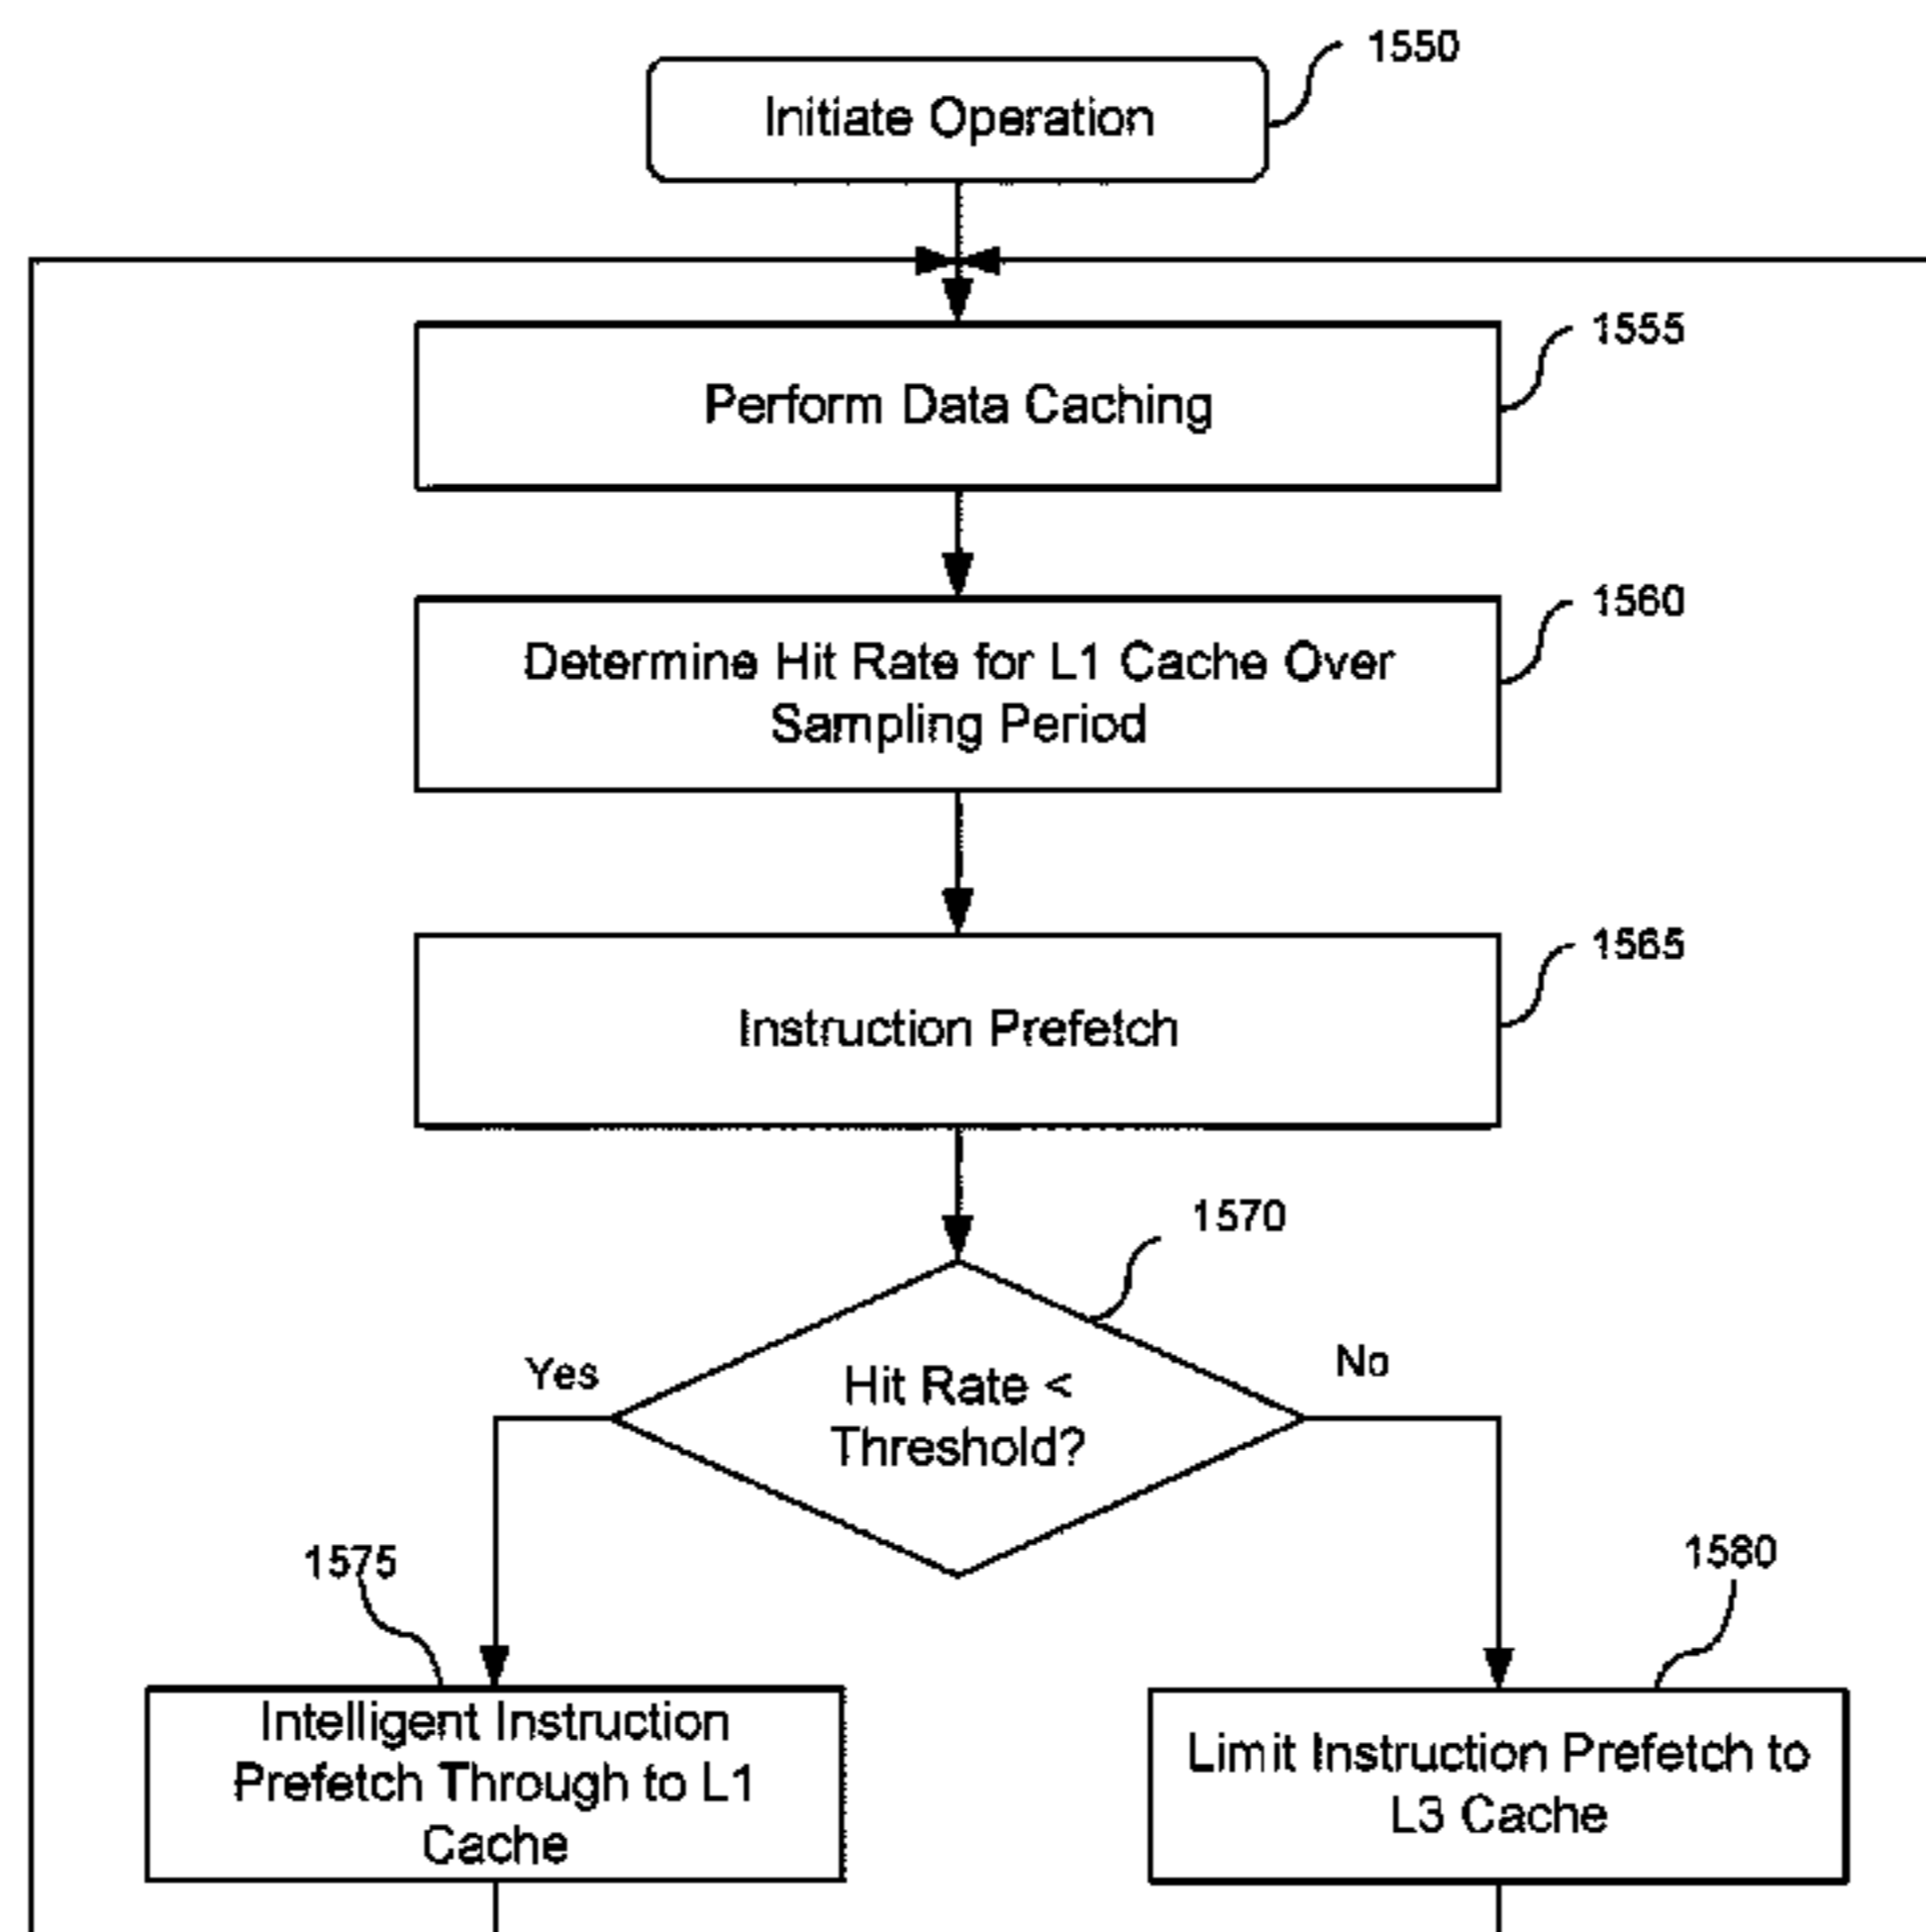 1550
Initiate Operation
1555
Perform Data Caching
1560
Determine Hit Rate for L1 Cache Over
Sampling Period
1565
Instruction Prefetch
1570
Yes
No
Hit Rate <
Threshold?
1575
1580
Intelligent Instruction
Prefetch Through to L1
Cache
Limit Instruction Prefetch to
L3 Cache